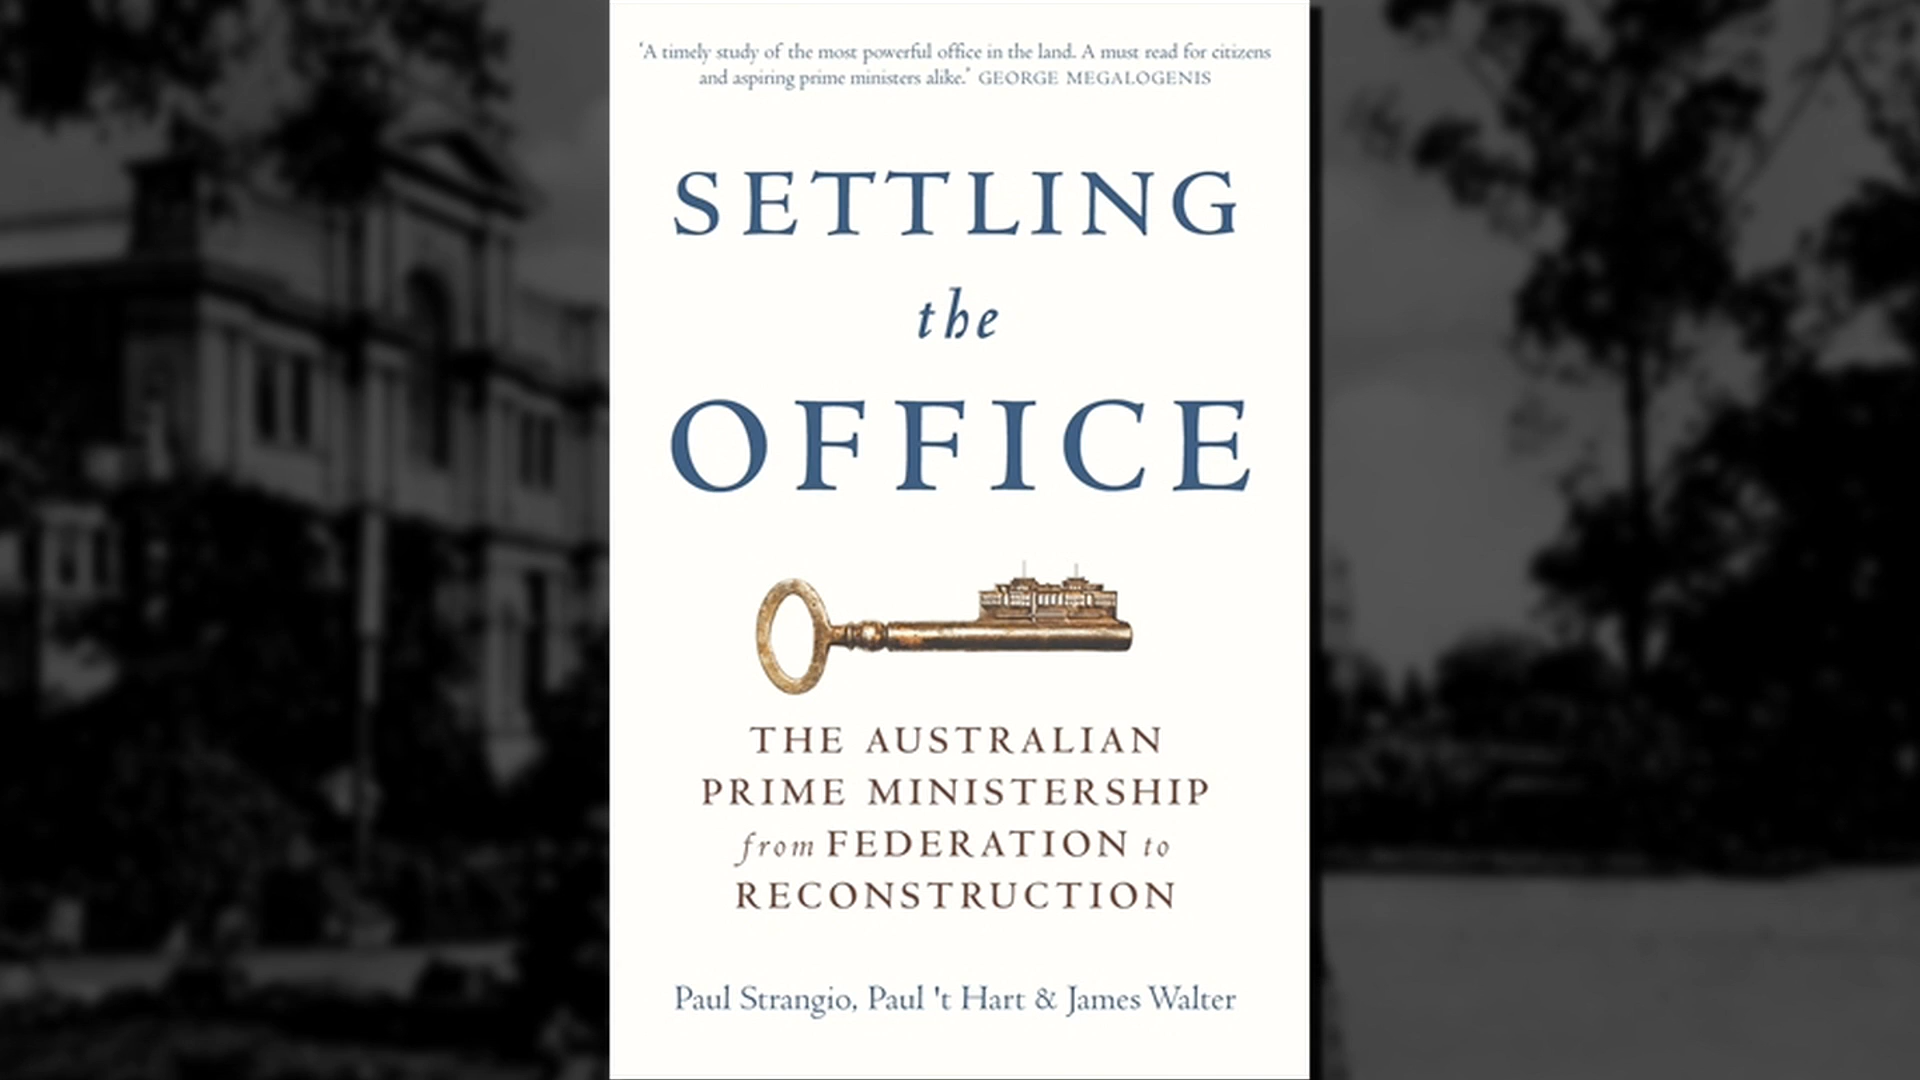 'A timely study of the most powerful office in the land. A must read for citizens
and aspiring prime ministers alike.' GEORGE MEGALOGENIS
SETTLING
the
OFFICE
THE AUSTRALIAN
PRIME MINISTERSHIP
from FEDERATION to
RECONSTRUCTION
Paul Strangio, Paul 't Hart & James Walter